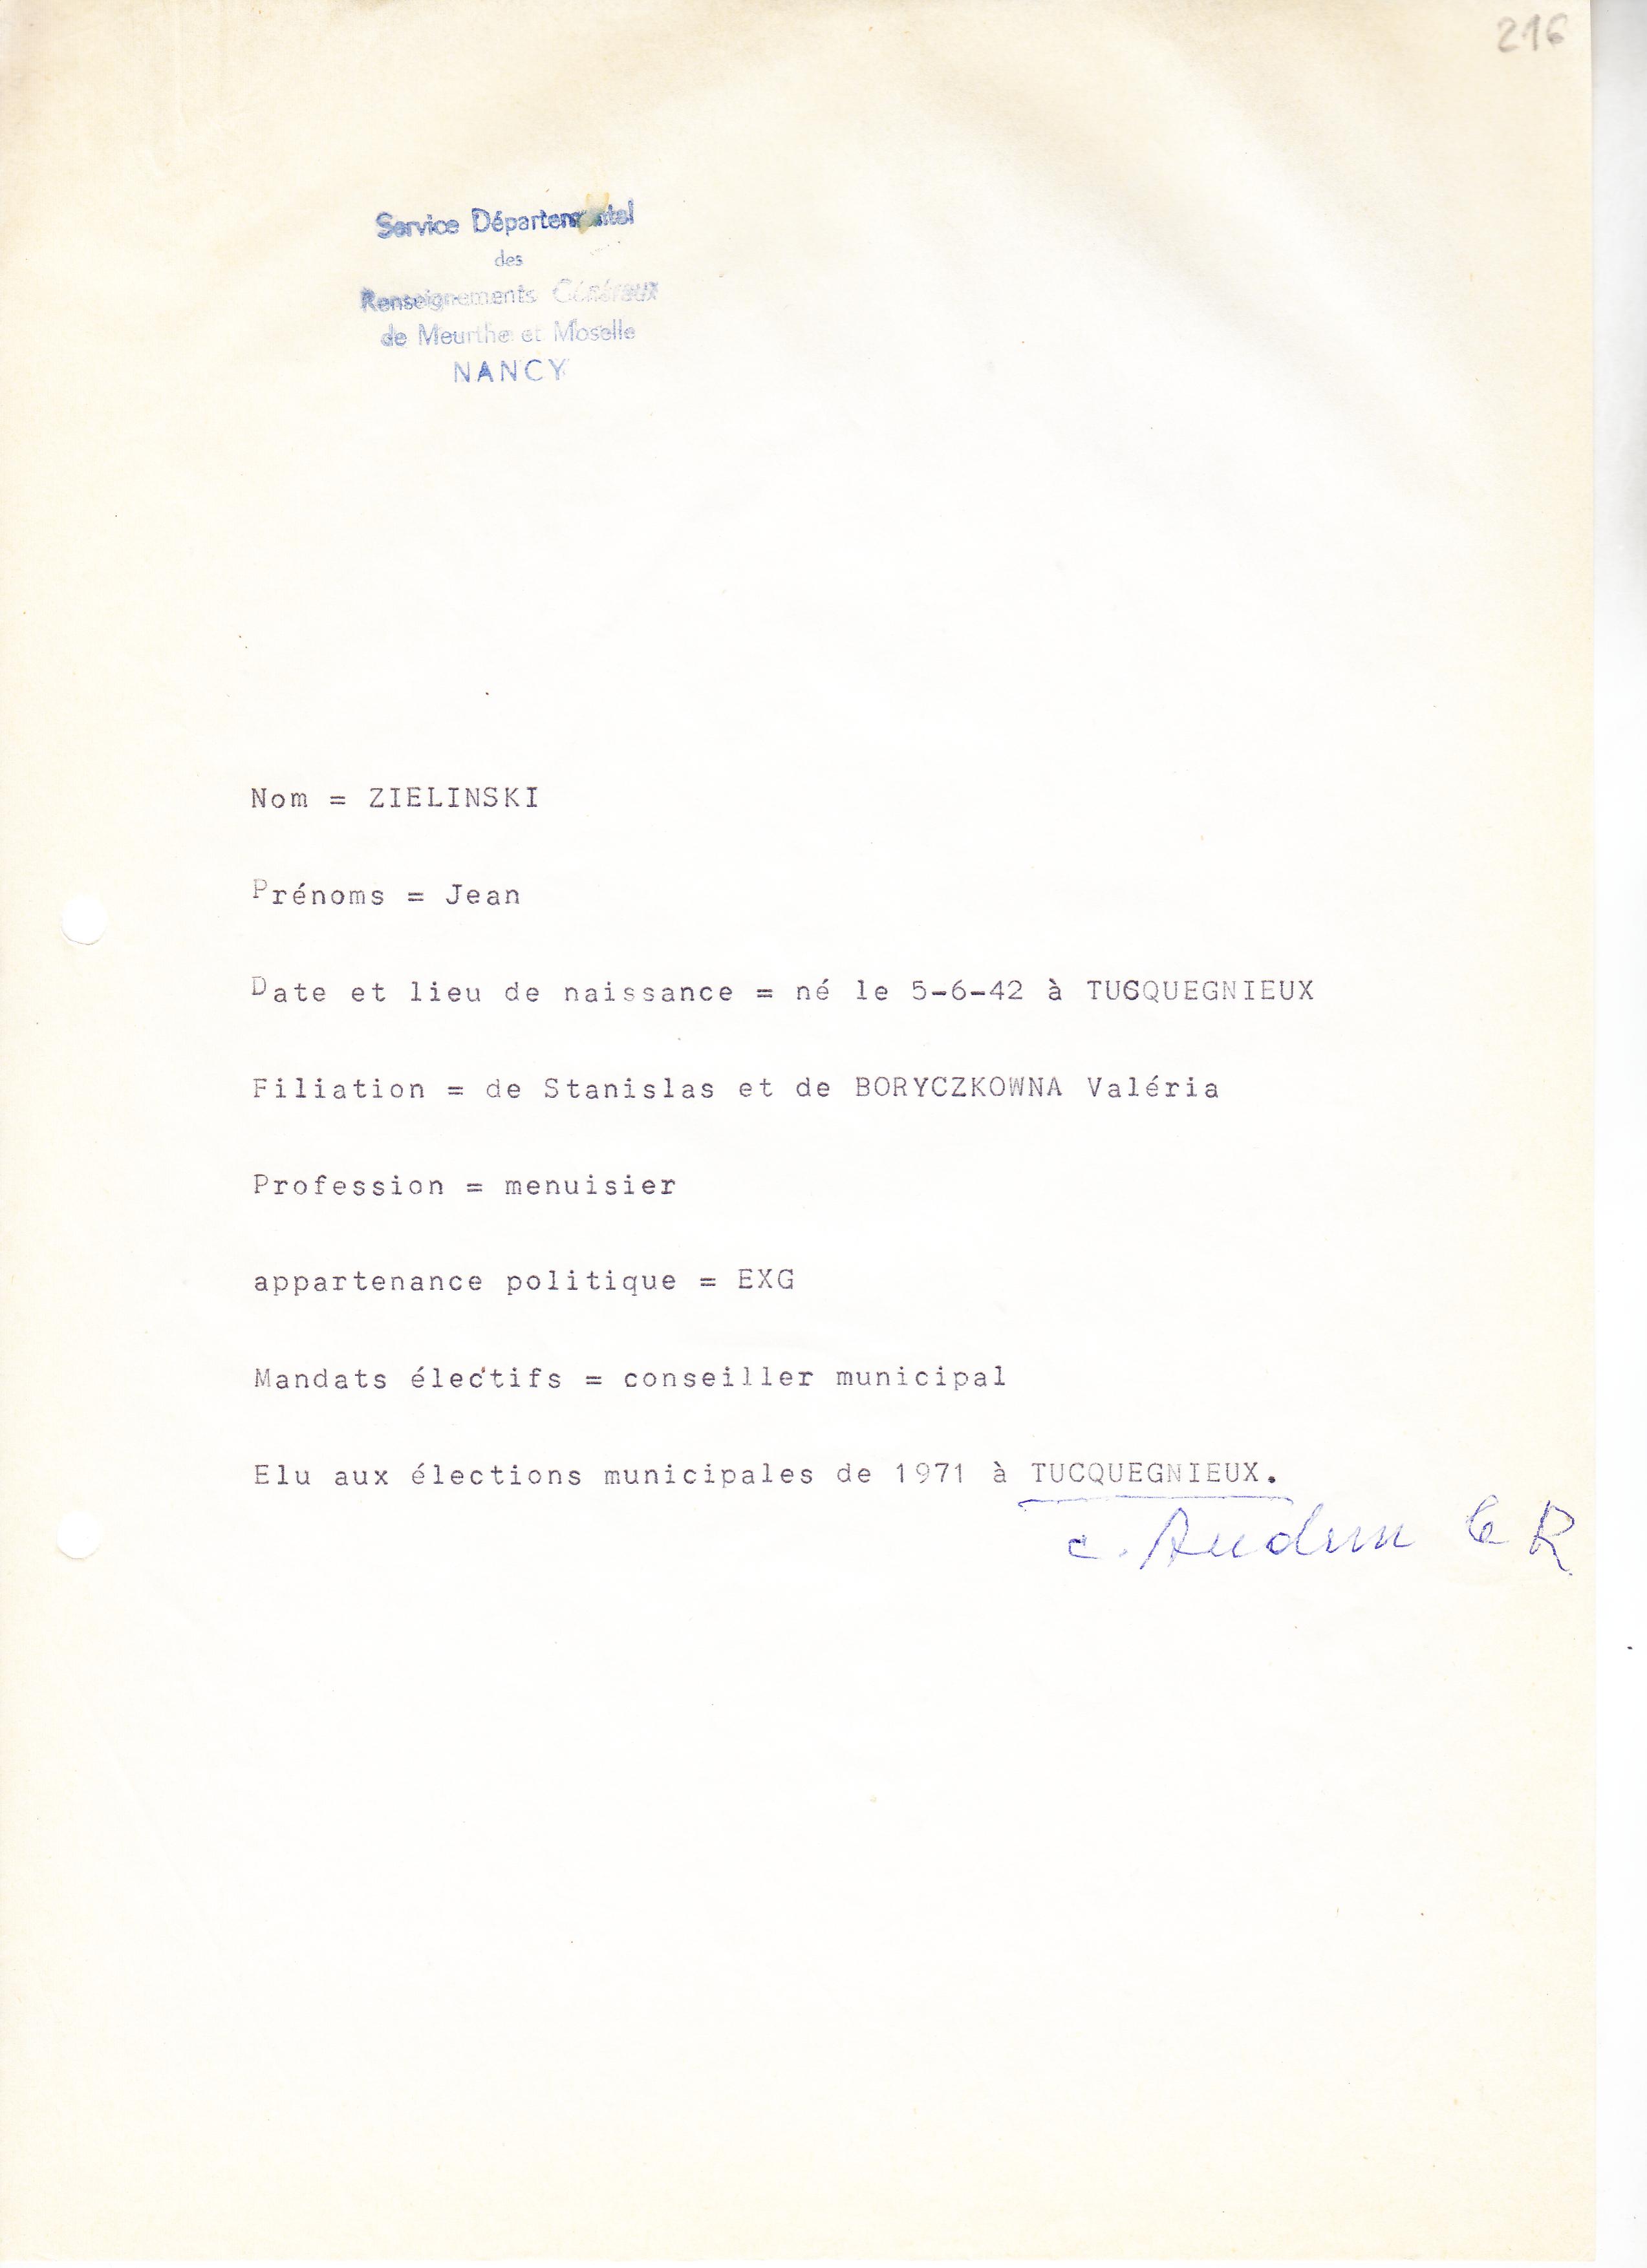 216
Service Départemental
des
Renseignements Généraux
de Meurthe et Moselle
NANCY
Nom = ZIELINSKI
Prénoms = Jean
Date et lieu de naissance = né le 5-6-42 à TUCQUEGNIEUX
Filiation = de Stanislas et de BORYCZKOWNA Valéria
Profession = menuisier
appartenance politique = EXG
Mandats électifs = conseiller municipal
Elu aux élections municipales de 1971 à TUCQUEGNIEUX.
c. Audun le R